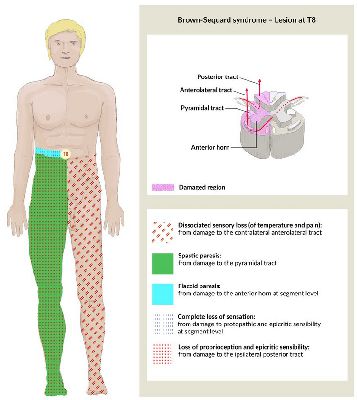 Brown-Sequard syndrome – Lesion at T8
Posterior tract
Anterolateral tract
Pyramidal tract
Anterior horn
Damaged region
T8
Dissociated sensory loss (of temperature and pain):
from damage to the contralateral anterolateral tract
Spastic paresis:
from damage to the pyramidal tract
Flaccid paresis:
from damage to the anterior horn at segment level
Complete loss of sensation:
from damage to protopathic and epicritic sensibility
at segment level
Loss of proprioception and epicritic sensibility:
from damage to the ipsilateral posterior tract